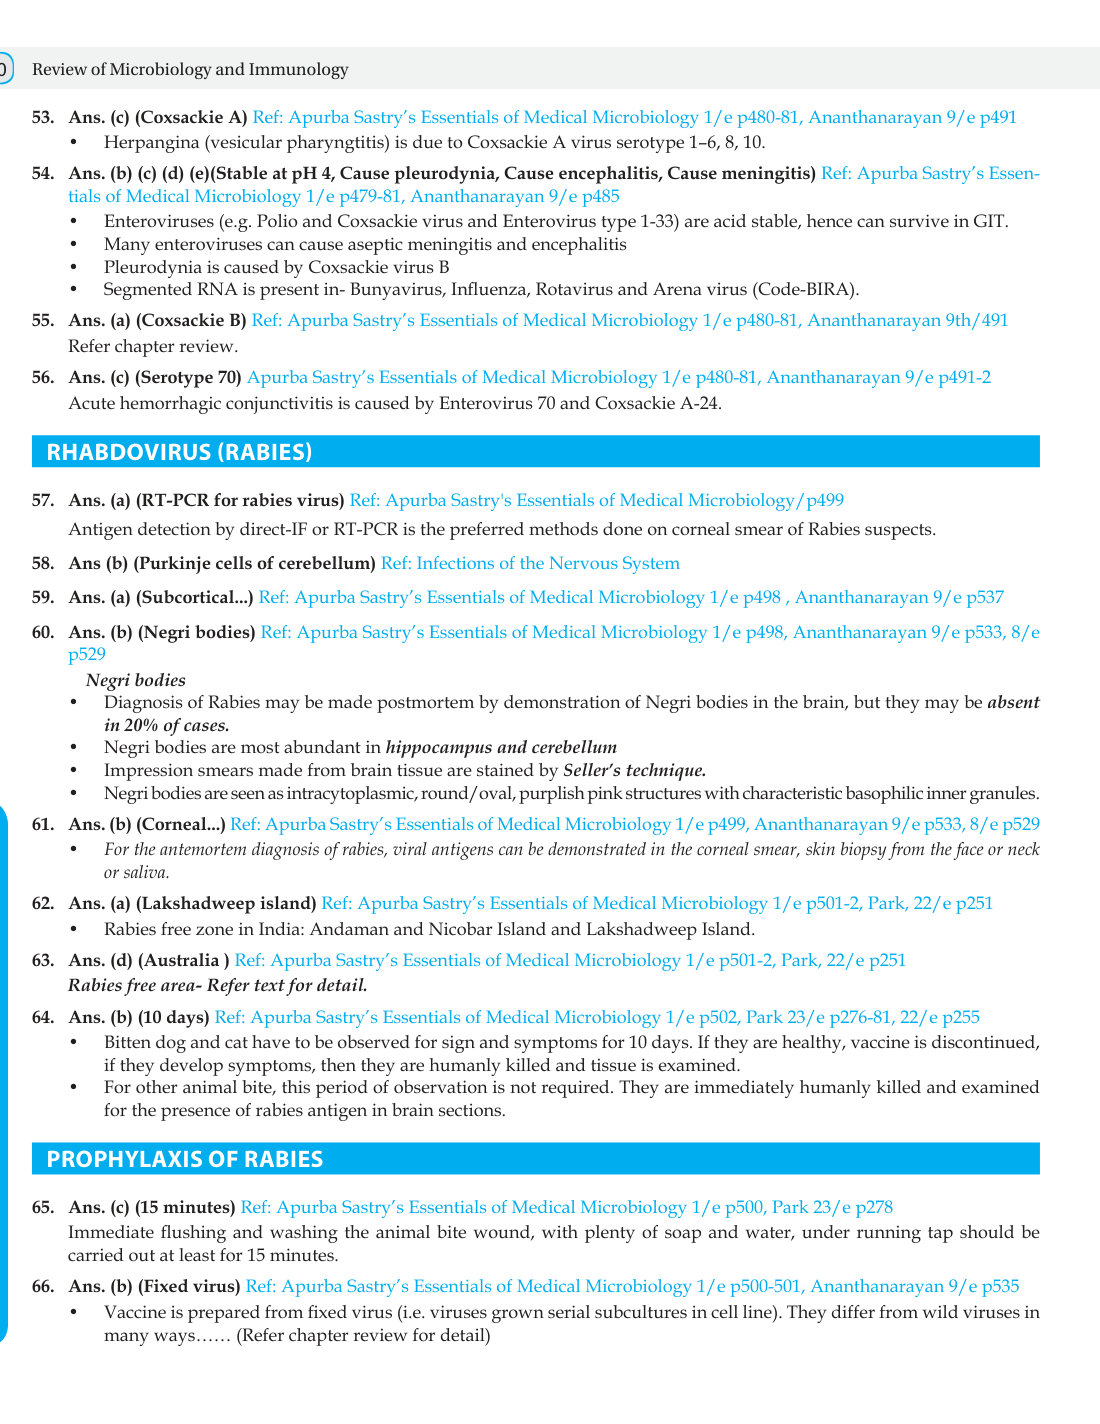 0 Review of Microbiology and Immunology
53. Ans. (c) (Coxsackie A) Ref: Apurba Sastry’s Essentials of Medical Microbiology 1/e p480-81, Ananthanarayan 9/e p491
• Herpangina (vesicular pharyngtitis) is due to Coxsackie A virus serotype 1–6, 8, 10.
54. Ans. (b) (c) (d) (e)(Stable at pH 4, Cause pleurodynia, Cause encephalitis, Cause meningitis) Ref: Apurba Sastry’s Essen-
tials of Medical Microbiology 1/e p479-81, Ananthanarayan 9/e p485
• Enteroviruses (e.g. Polio and Coxsackie virus and Enterovirus type 1-33) are acid stable, hence can survive in GIT.
• Many enteroviruses can cause aseptic meningitis and encephalitis
• Pleurodynia is caused by Coxsackie virus B
• Segmented RNA is present in- Bunyavirus, Influenza, Rotavirus and Arena virus (Code-BIRA).
55. Ans. (a) (Coxsackie B) Ref: Apurba Sastry’s Essentials of Medical Microbiology 1/e p480-81, Ananthanarayan 9th/491
Refer chapter review.
56. Ans. (c) (Serotype 70) Apurba Sastry’s Essentials of Medical Microbiology 1/e p480-81, Ananthanarayan 9/e p491-2
Acute hemorrhagic conjunctivitis is caused by Enterovirus 70 and Coxsackie A-24.
RHABDOVIRUS (RABIES)
57. Ans. (a) (RT-PCR for rabies virus) Ref: Apurba Sastry's Essentials of Medical Microbiology/p499
Antigen detection by direct-IF or RT-PCR is the preferred methods done on corneal smear of Rabies suspects.
58. Ans (b) (Purkinje cells of cerebellum) Ref: Infections of the Nervous System
59. Ans. (a) (Subcortical...) Ref: Apurba Sastry’s Essentials of Medical Microbiology 1/e p498 , Ananthanarayan 9/e p537
60. Ans. (b) (Negri bodies) Ref: Apurba Sastry’s Essentials of Medical Microbiology 1/e p498, Ananthanarayan 9/e p533, 8/e
p529
Negri bodies
• Diagnosis of Rabies may be made postmortem by demonstration of Negri bodies in the brain, but they may be absent
in 20% of cases.
• Negri bodies are most abundant in hippocampus and cerebellum
• Impression smears made from brain tissue are stained by Seller’s technique.
• Negri bodies are seen as intracytoplasmic, round/oval, purplish pink structures with characteristic basophilic inner granules.
61. Ans. (b) (Corneal...) Ref: Apurba Sastry’s Essentials of Medical Microbiology 1/e p499, Ananthanarayan 9/e p533, 8/e p529
• For the antemortem diagnosis of rabies, viral antigens can be demonstrated in the corneal smear, skin biopsy from the face or neck
or saliva.
62. Ans. (a) (Lakshadweep island) Ref: Apurba Sastry’s Essentials of Medical Microbiology 1/e p501-2, Park, 22/e p251
• Rabies free zone in India: Andaman and Nicobar Island and Lakshadweep Island.
63. Ans. (d) (Australia ) Ref: Apurba Sastry’s Essentials of Medical Microbiology 1/e p501-2, Park, 22/e p251
Rabies free area- Refer text for detail.
64. Ans. (b) (10 days) Ref: Apurba Sastry’s Essentials of Medical Microbiology 1/e p502, Park 23/e p276-81, 22/e p255
• Bitten dog and cat have to be observed for sign and symptoms for 10 days. If they are healthy, vaccine is discontinued,
if they develop symptoms, then they are humanly killed and tissue is examined.
• For other animal bite, this period of observation is not required. They are immediately humanly killed and examined
for the presence of rabies antigen in brain sections.
PROPHYLAXIS OF RABIES
65. Ans. (c) (15 minutes) Ref: Apurba Sastry’s Essentials of Medical Microbiology 1/e p500, Park 23/e p278
Immediate flushing and washing the animal bite wound, with plenty of soap and water, under running tap should be
carried out at least for 15 minutes.
66. Ans. (b) (Fixed virus) Ref: Apurba Sastry’s Essentials of Medical Microbiology 1/e p500-501, Ananthanarayan 9/e p535
• Vaccine is prepared from fixed virus (i.e. viruses grown serial subcultures in cell line). They differ from wild viruses in
many ways…… (Refer chapter review for detail)